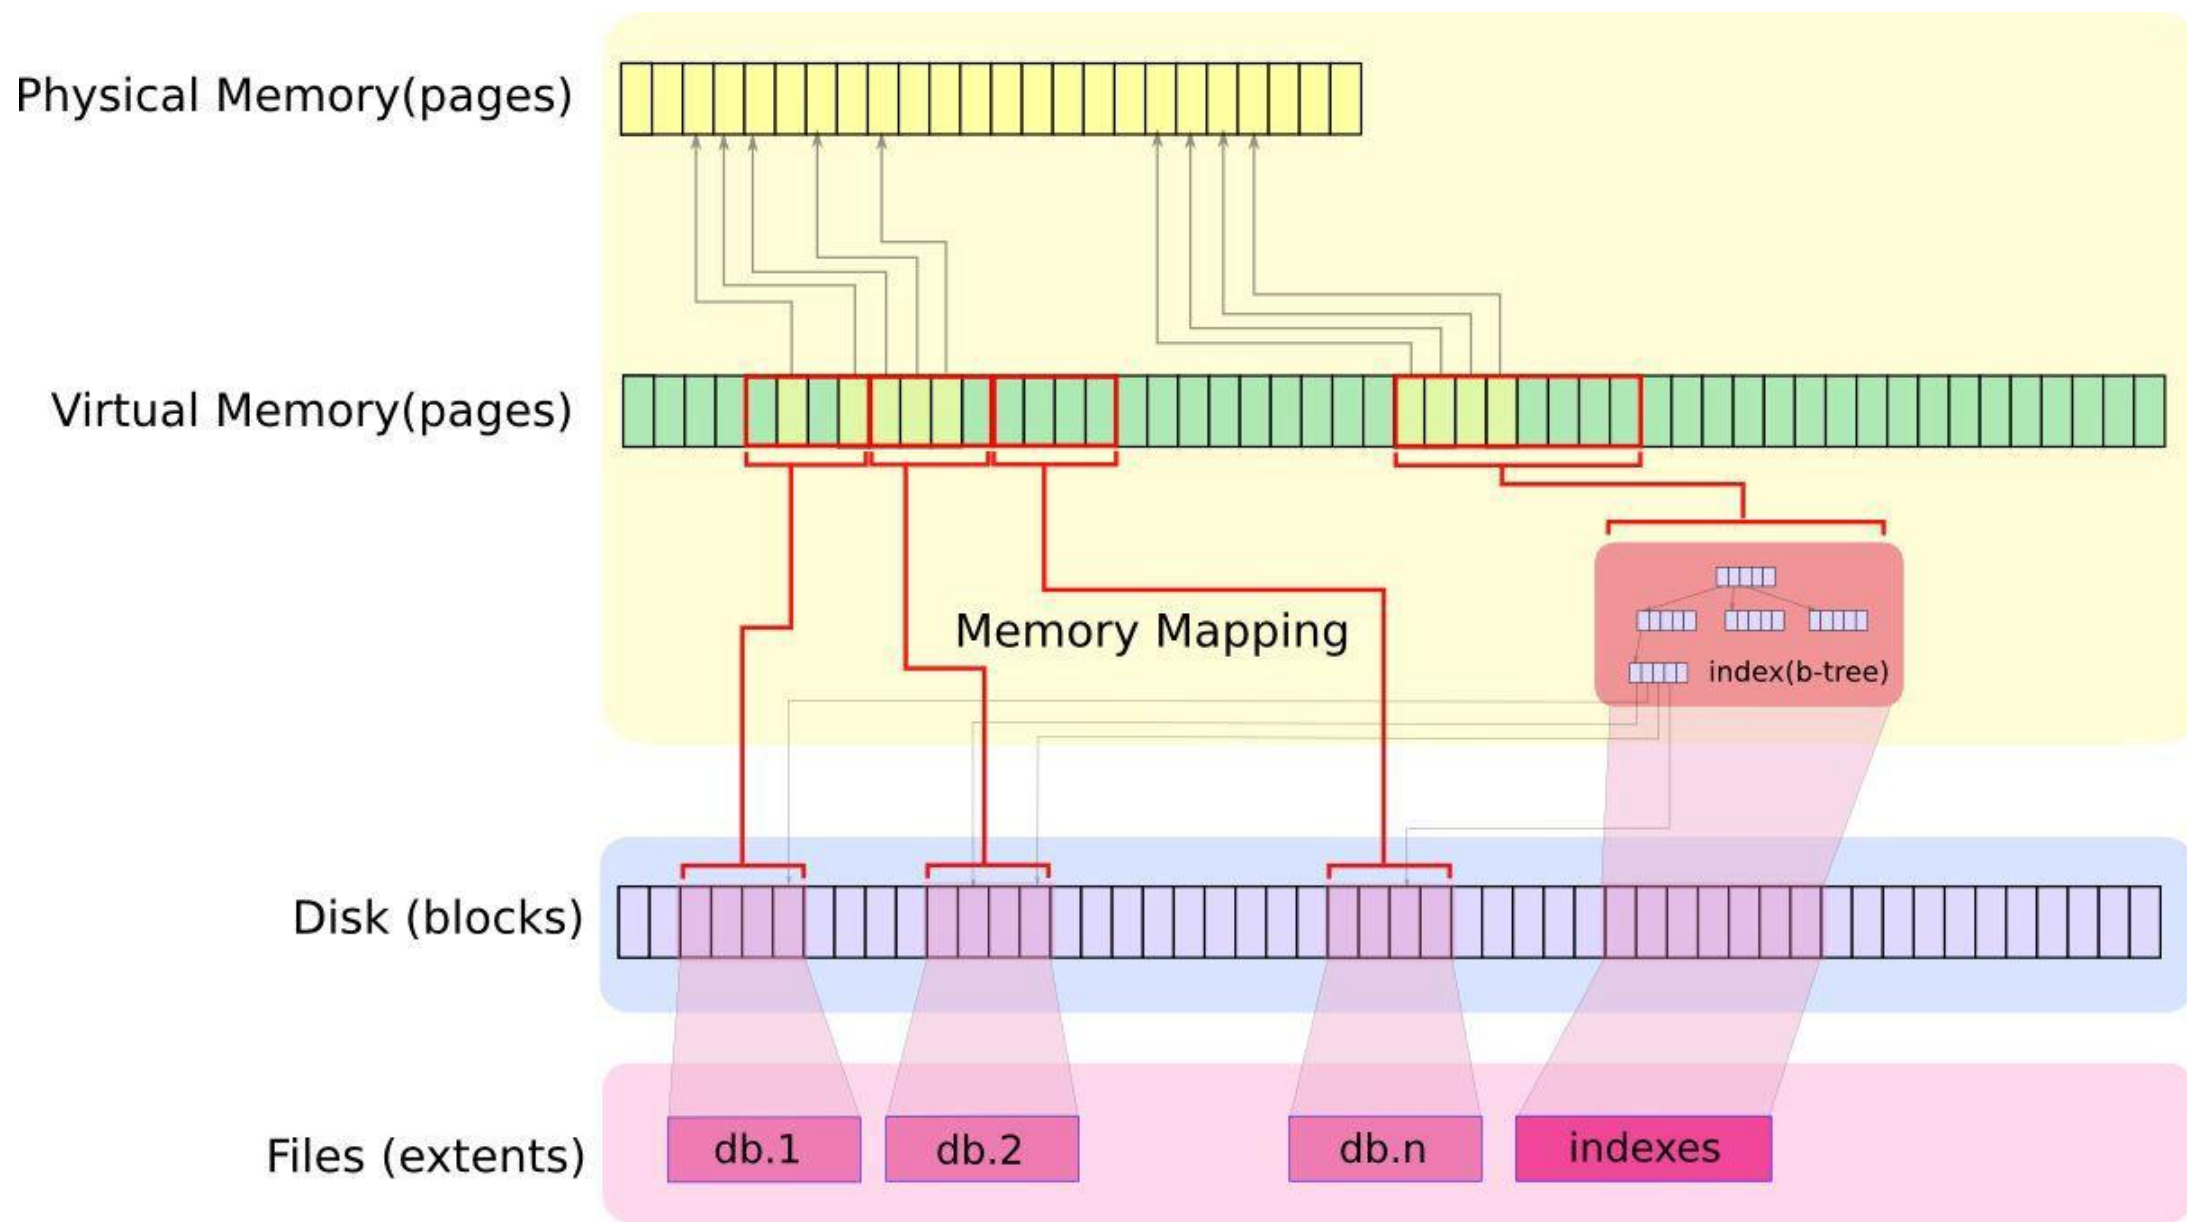 Physical Memory(pages)
Virtual Memory(pages)
Memory Mapping
index(b-tree)
Disk (blocks)
Files (extents)
db.1
db.2
db.n
indexes